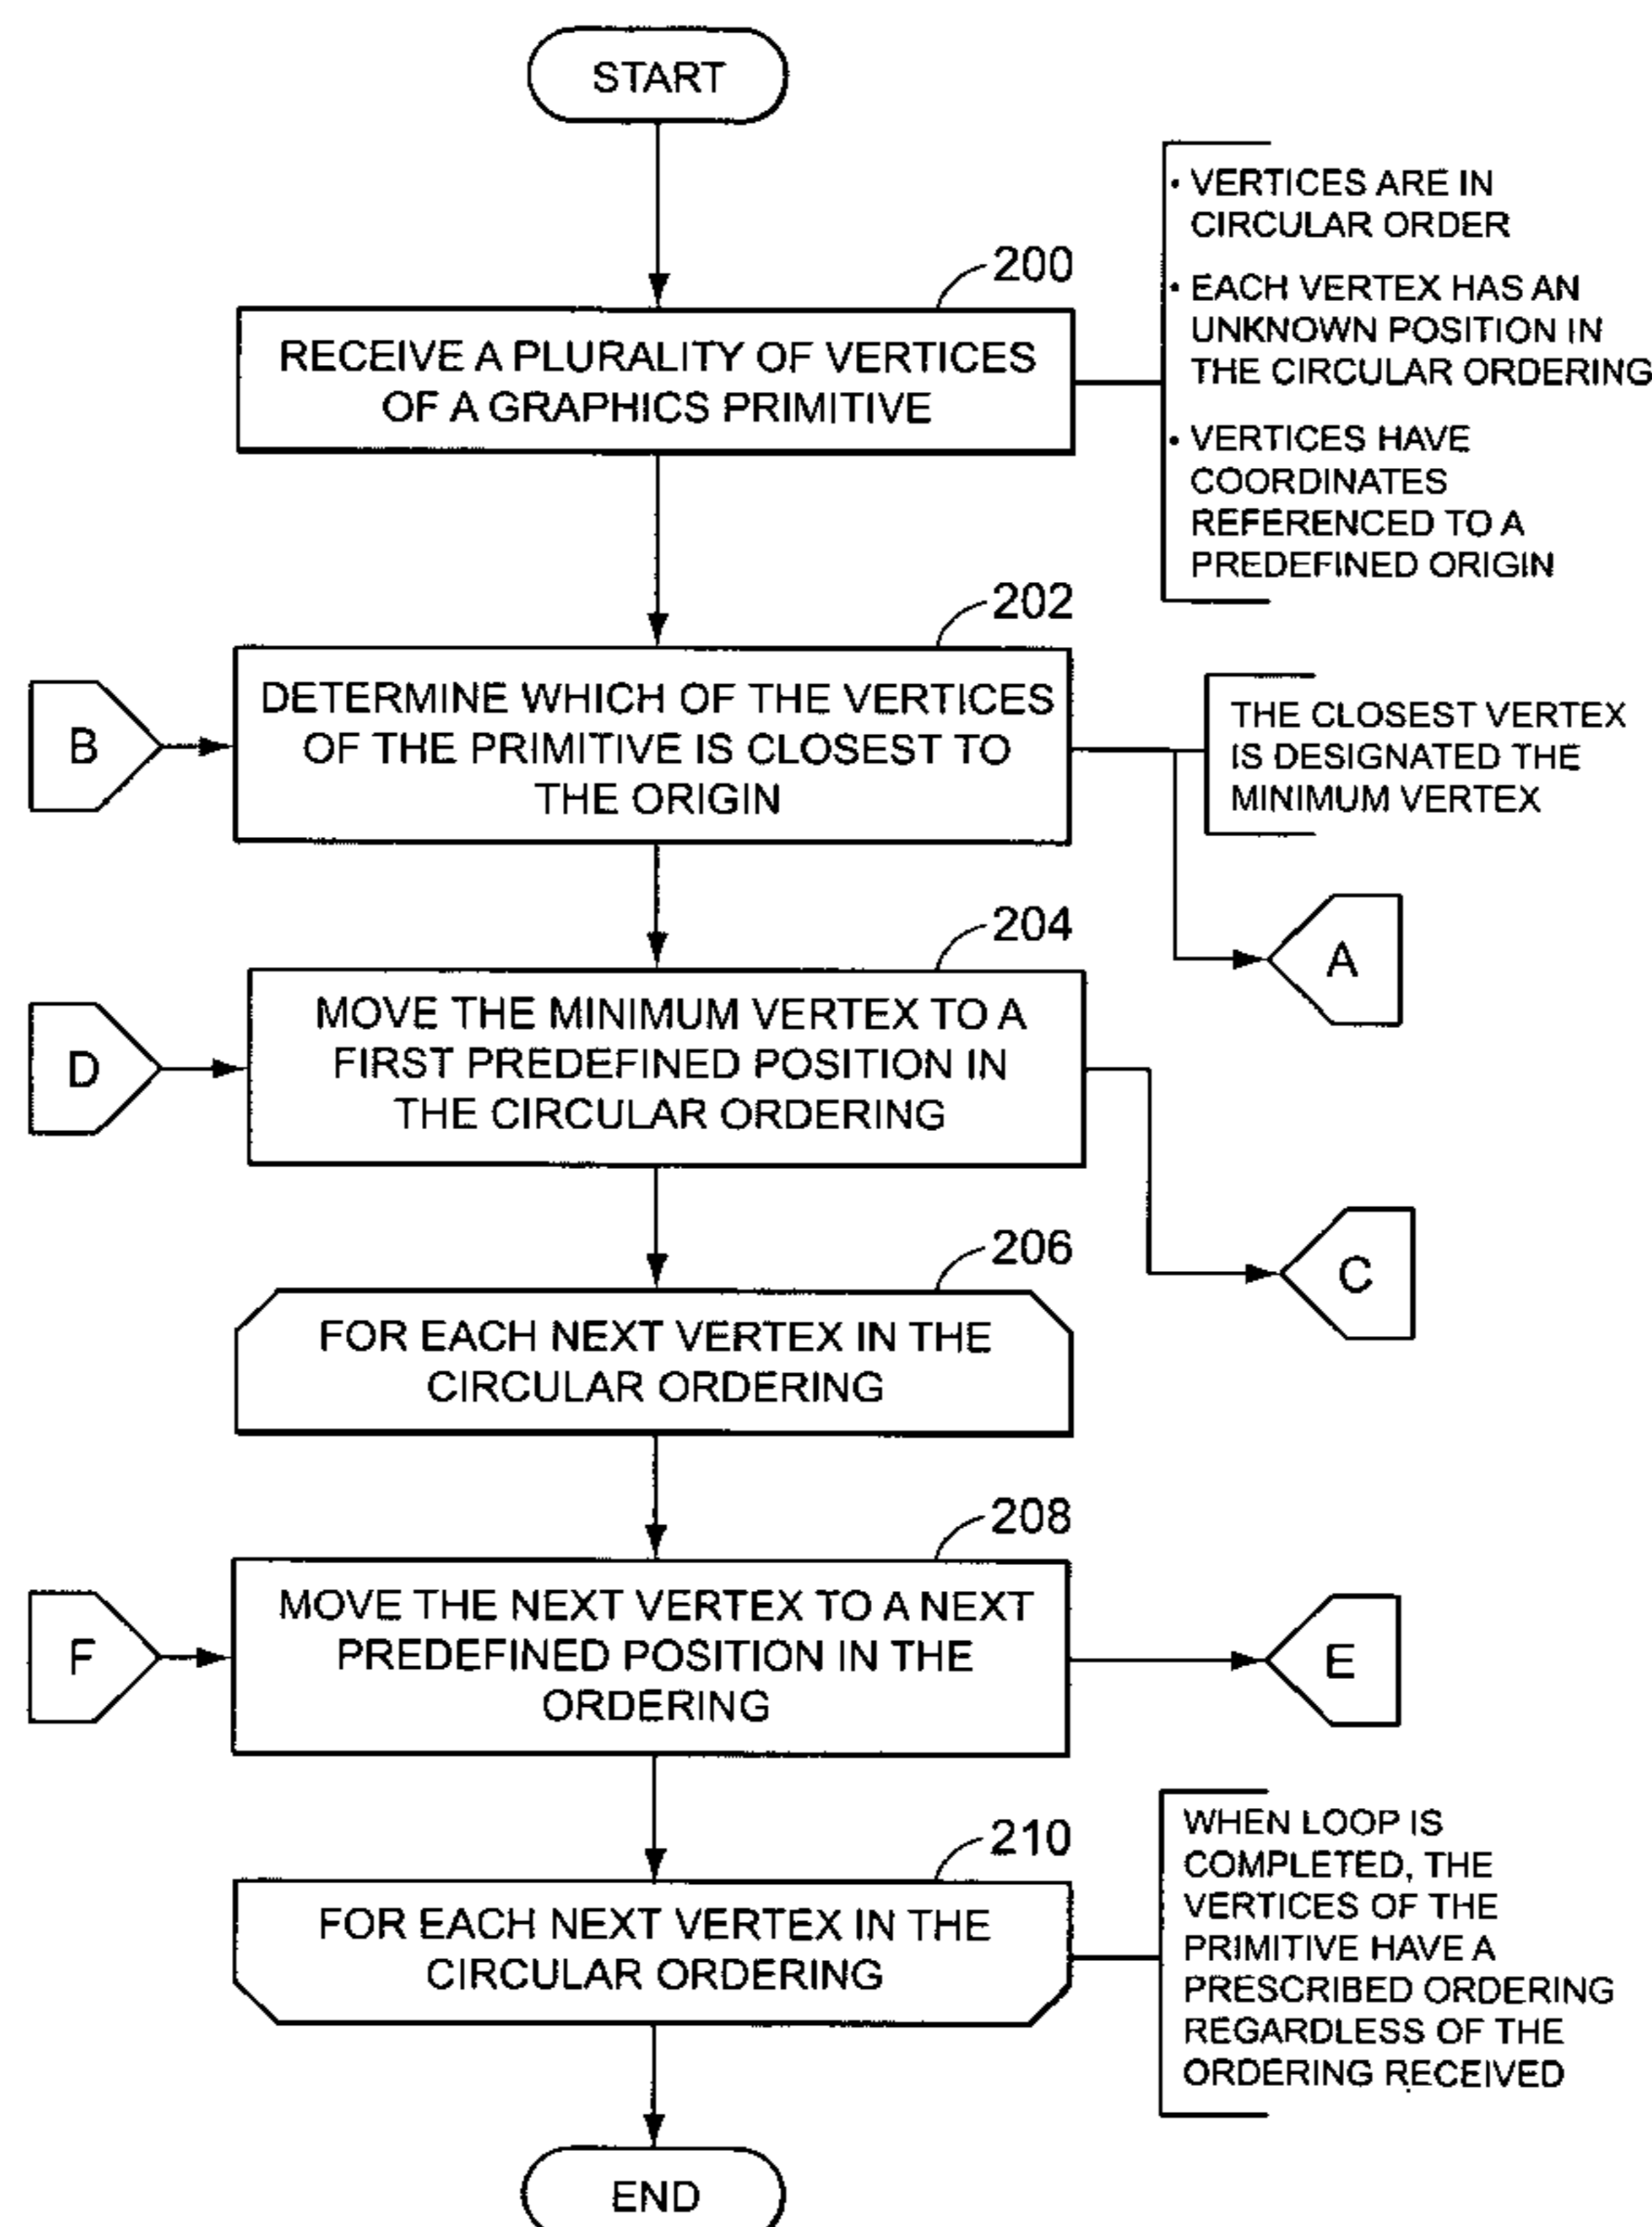 START
200
RECEIVE A PLURALITY OF VERTICES
OF A GRAPHICS PRIMITIVE
• VERTICES ARE IN
CIRCULAR ORDER
• EACH VERTEX HAS AN
UNKNOWN POSITION IN
THE CIRCULAR ORDERING
• VERTICES HAVE
COORDINATES
REFERENCED TO A
PREDEFINED ORIGIN
202
B
DETERMINE WHICH OF THE VERTICES
OF THE PRIMITIVE IS CLOSEST TO
THE ORIGIN
THE CLOSEST VERTEX
IS DESIGNATED THE
MINIMUM VERTEX
A
204
D
MOVE THE MINIMUM VERTEX TO A
FIRST PREDEFINED POSITION IN
THE CIRCULAR ORDERING
C
206
FOR EACH NEXT VERTEX IN THE
CIRCULAR ORDERING
208
F
MOVE THE NEXT VERTEX TO A NEXT
PREDEFINED POSITION IN THE
ORDERING
E
210
FOR EACH NEXT VERTEX IN THE
CIRCULAR ORDERING
WHEN LOOP IS
COMPLETED, THE
VERTICES OF THE
PRIMITIVE HAVE A
PRESCRIBED ORDERING
REGARDLESS OF THE
ORDERING RECEIVED
END